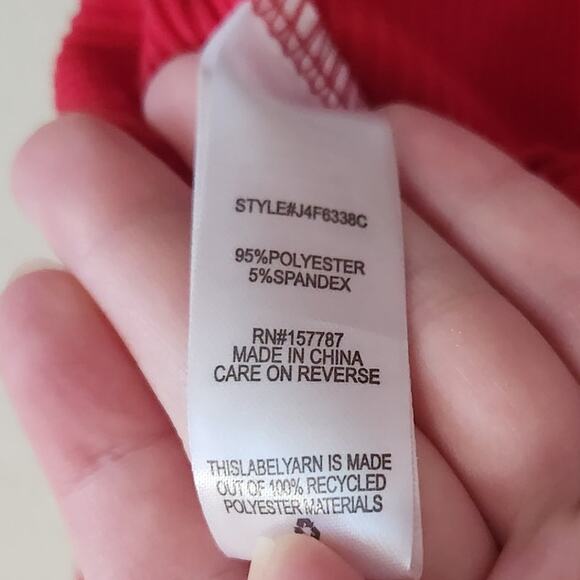 STYLE#J4F6338C
95%POLYESTER
5%SPANDEX
RN#157787
MADE IN CHINA
CARE ON REVERSE
THISLABELYARN IS MADE
OUT OF 100% RECYCLED
POLYESTER MATERIALS